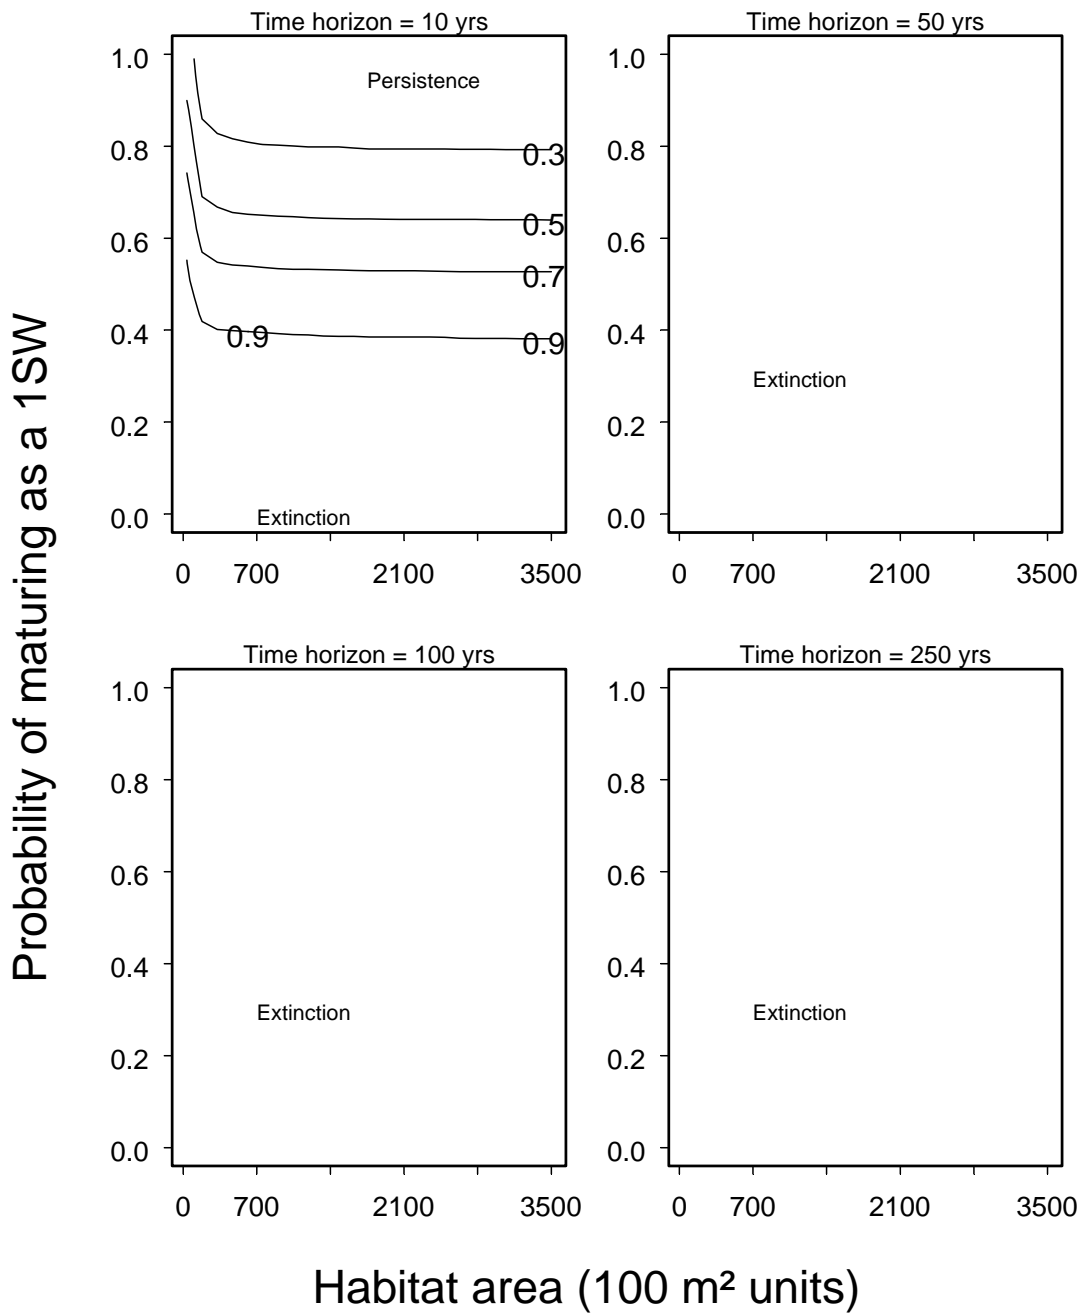 Time horizon = 10 yrs
1.0
0.8
0.6
0.4
0.2
0.0
Persistence
0.3
0.5
0.7
0.9
0.9
Extinction
0 700 2100 3500
Time horizon = 50 yrs
1.0
0.8
0.6
0.4
0.2
0.0
Extinction
0 700 2100 3500
Time horizon = 100 yrs
1.0
0.8
0.6
0.4
0.2
0.0
Extinction
0 700 2100 3500
Time horizon = 250 yrs
1.0
0.8
0.6
0.4
0.2
0.0
Extinction
0 700 2100 3500
Probability of maturing as a 1SW
Habitat area (100 m² units)